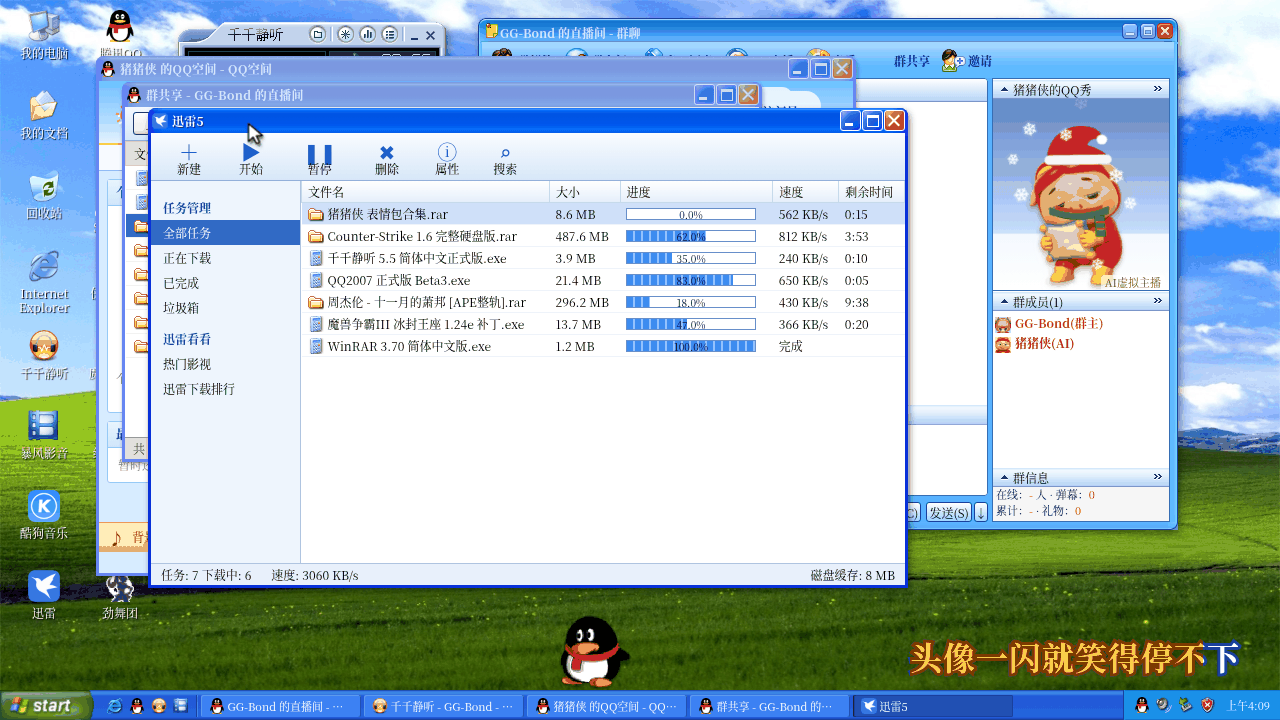 我的电脑
腾讯QQ
我的文档
回收站
Internet
Explorer
千千静听
暴风影音
酷狗音乐
迅雷
劲舞团
千千静听
GG-Bond 的直播间 - 群聊
群共享
邀请
猪猪侠 的QQ空间 - QQ空间
群共享 - GG-Bond 的直播间
迅雷5
新建
开始
暂停
删除
属性
搜索
任务管理
全部任务
正在下载
已完成
垃圾箱
迅雷看看
热门影视
迅雷下载排行
文件名 大小 进度 速度 剩余时间
猪猪侠 表情包合集.rar 8.6 MB 0.0% 562 KB/s 0:15
Counter-Strike 1.6 完整硬盘版.rar 487.6 MB 62.0% 812 KB/s 3:53
千千静听 5.5 简体中文正式版.exe 3.9 MB 35.0% 240 KB/s 0:10
QQ2007 正式版 Beta3.exe 21.4 MB 83.0% 650 KB/s 0:05
周杰伦 - 十一月的萧邦 [APE整轨].rar 296.2 MB 18.0% 430 KB/s 9:38
魔兽争霸III 冰封王座 1.24e 补丁.exe 13.7 MB 47.0% 366 KB/s 0:20
WinRAR 3.70 简体中文版.exe 1.2 MB 100.0% 完成
任务: 7 下载中: 6 速度: 3060 KB/s 磁盘缓存: 8 MB
共
猪猪侠的QQ秀
AI虚拟主播
群成员(1)
GG-Bond(群主)
猪猪侠(AI)
群信息
在线: - 人 · 弹幕: 0
累计: - · 礼物: 0
发送(S)
头像一闪就笑得停不下
start
GG-Bond 的直播间 - ···
千千静听 - GG-Bond - ···
猪猪侠 的QQ空间 - QQ···
群共享 - GG-Bond 的···
迅雷5
上午4:09